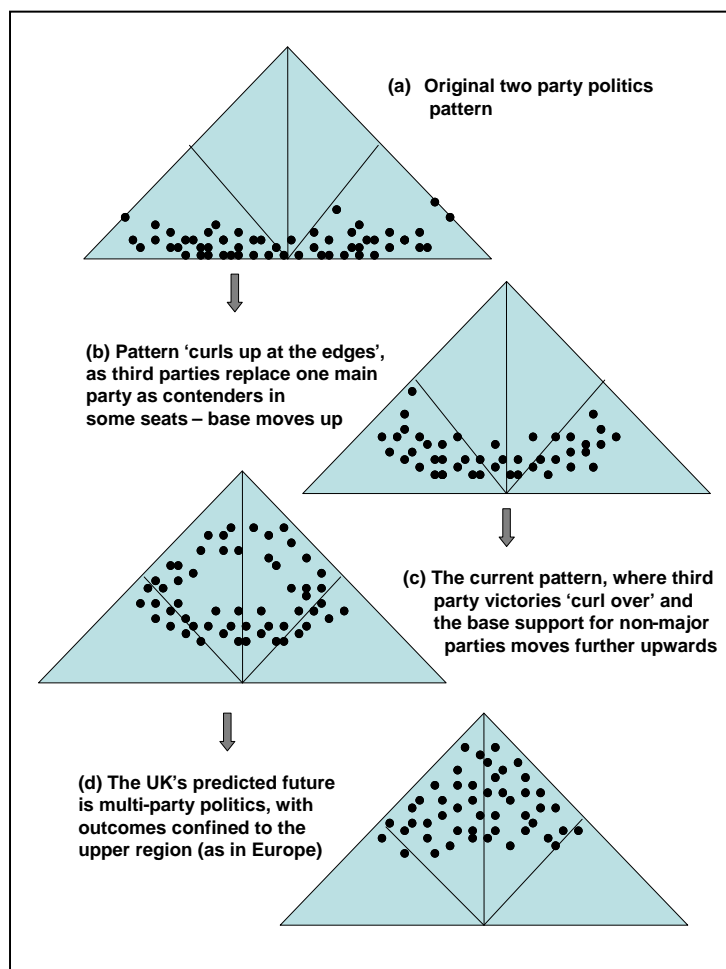 (a) Original two party politics
pattern
(b) Pattern ‘curls up at the edges’,
as third parties replace one main
party as contenders in
some seats – base moves up
(c) The current pattern, where third
party victories ‘curl over’ and
the base support for non-major
parties moves further upwards
(d) The UK’s predicted future
is multi-party politics, with
outcomes confined to the
upper region (as in Europe)